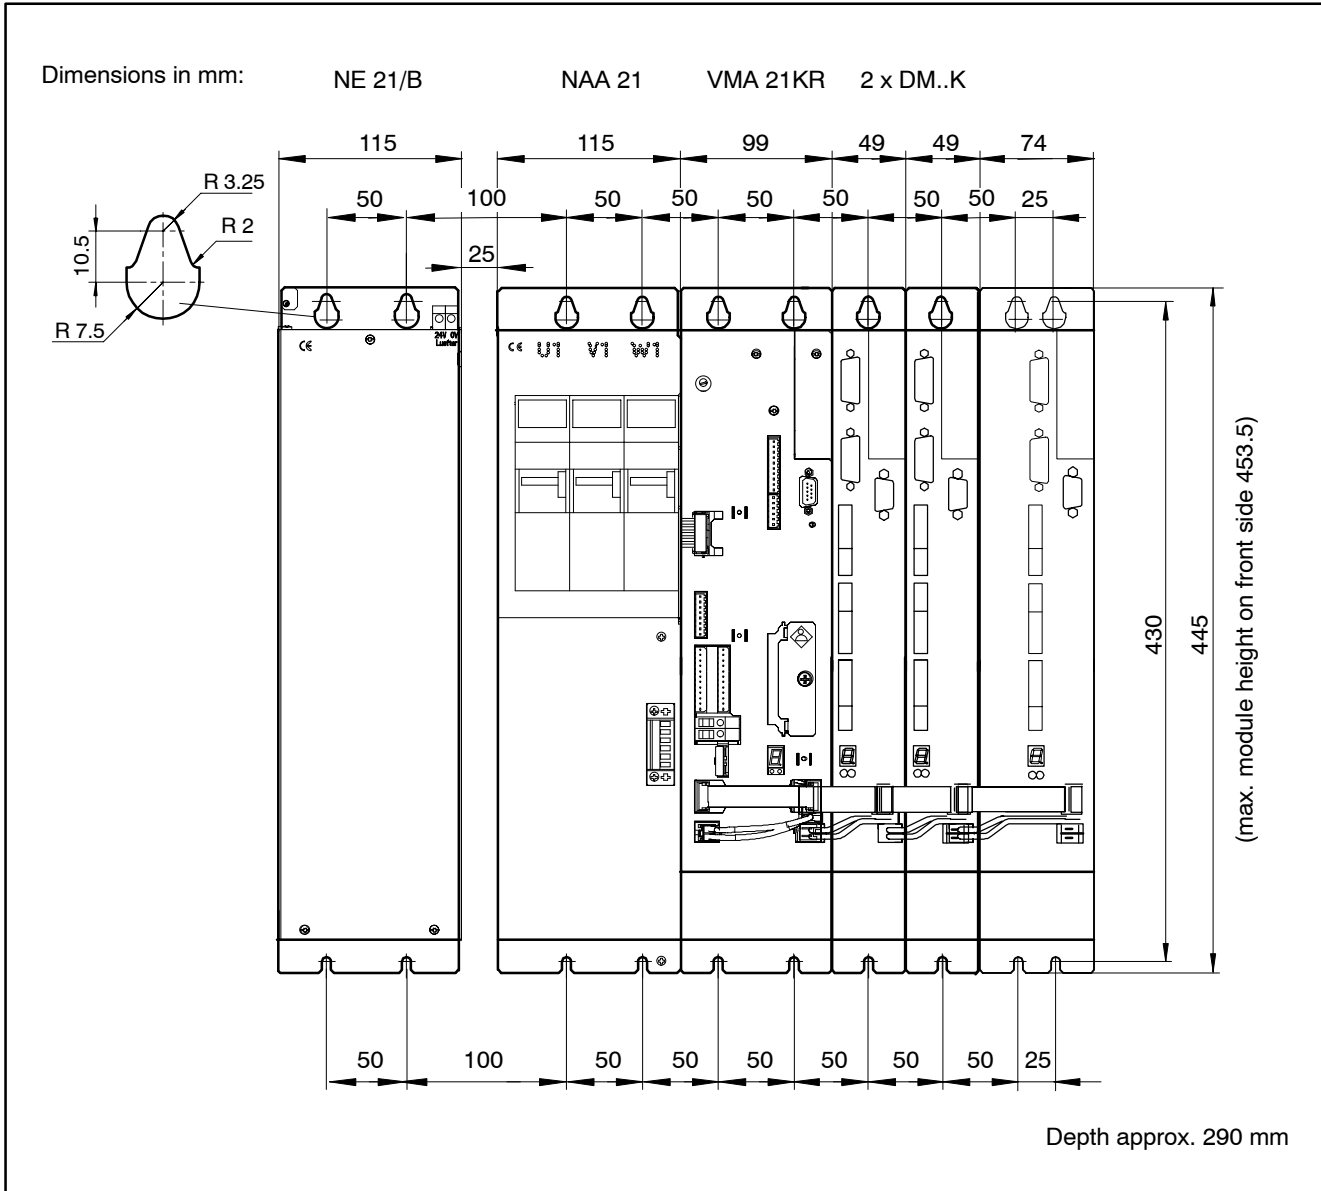 Dimensions in mm: NE 21/B NAA 21 VMA 21KR 2 x DM..K
115 115 99 49 49 74
R 3.25
50 100 50 50 50 50 50 50 25
R 2
10.5
25
R 7.5
24V 0V
Luefter
CE
CE U1 V1 W1
430
445
(max. module height on front side 453.5)
50 100 50 50 50 50 50 50 25
Depth approx. 290 mm